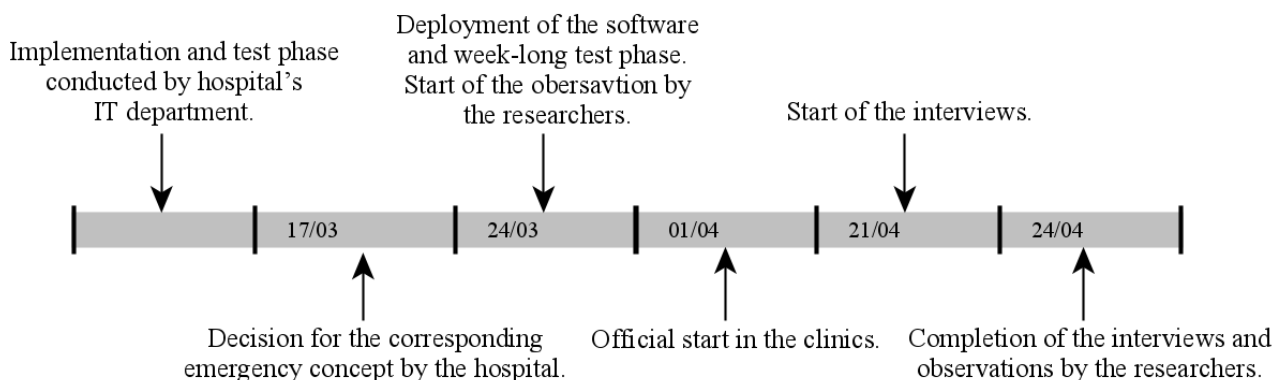 Implementation and test phase
conducted by hospital's
IT department.
Deployment of the software
and week-long test phase.
Start of the obersavtion by
the researchers.
Start of the interviews.
17/03
24/03
01/04
21/04
24/04
Decision for the corresponding
emergency concept by the hospital.
Official start in the clinics.
Completion of the interviews and
observations by the researchers.